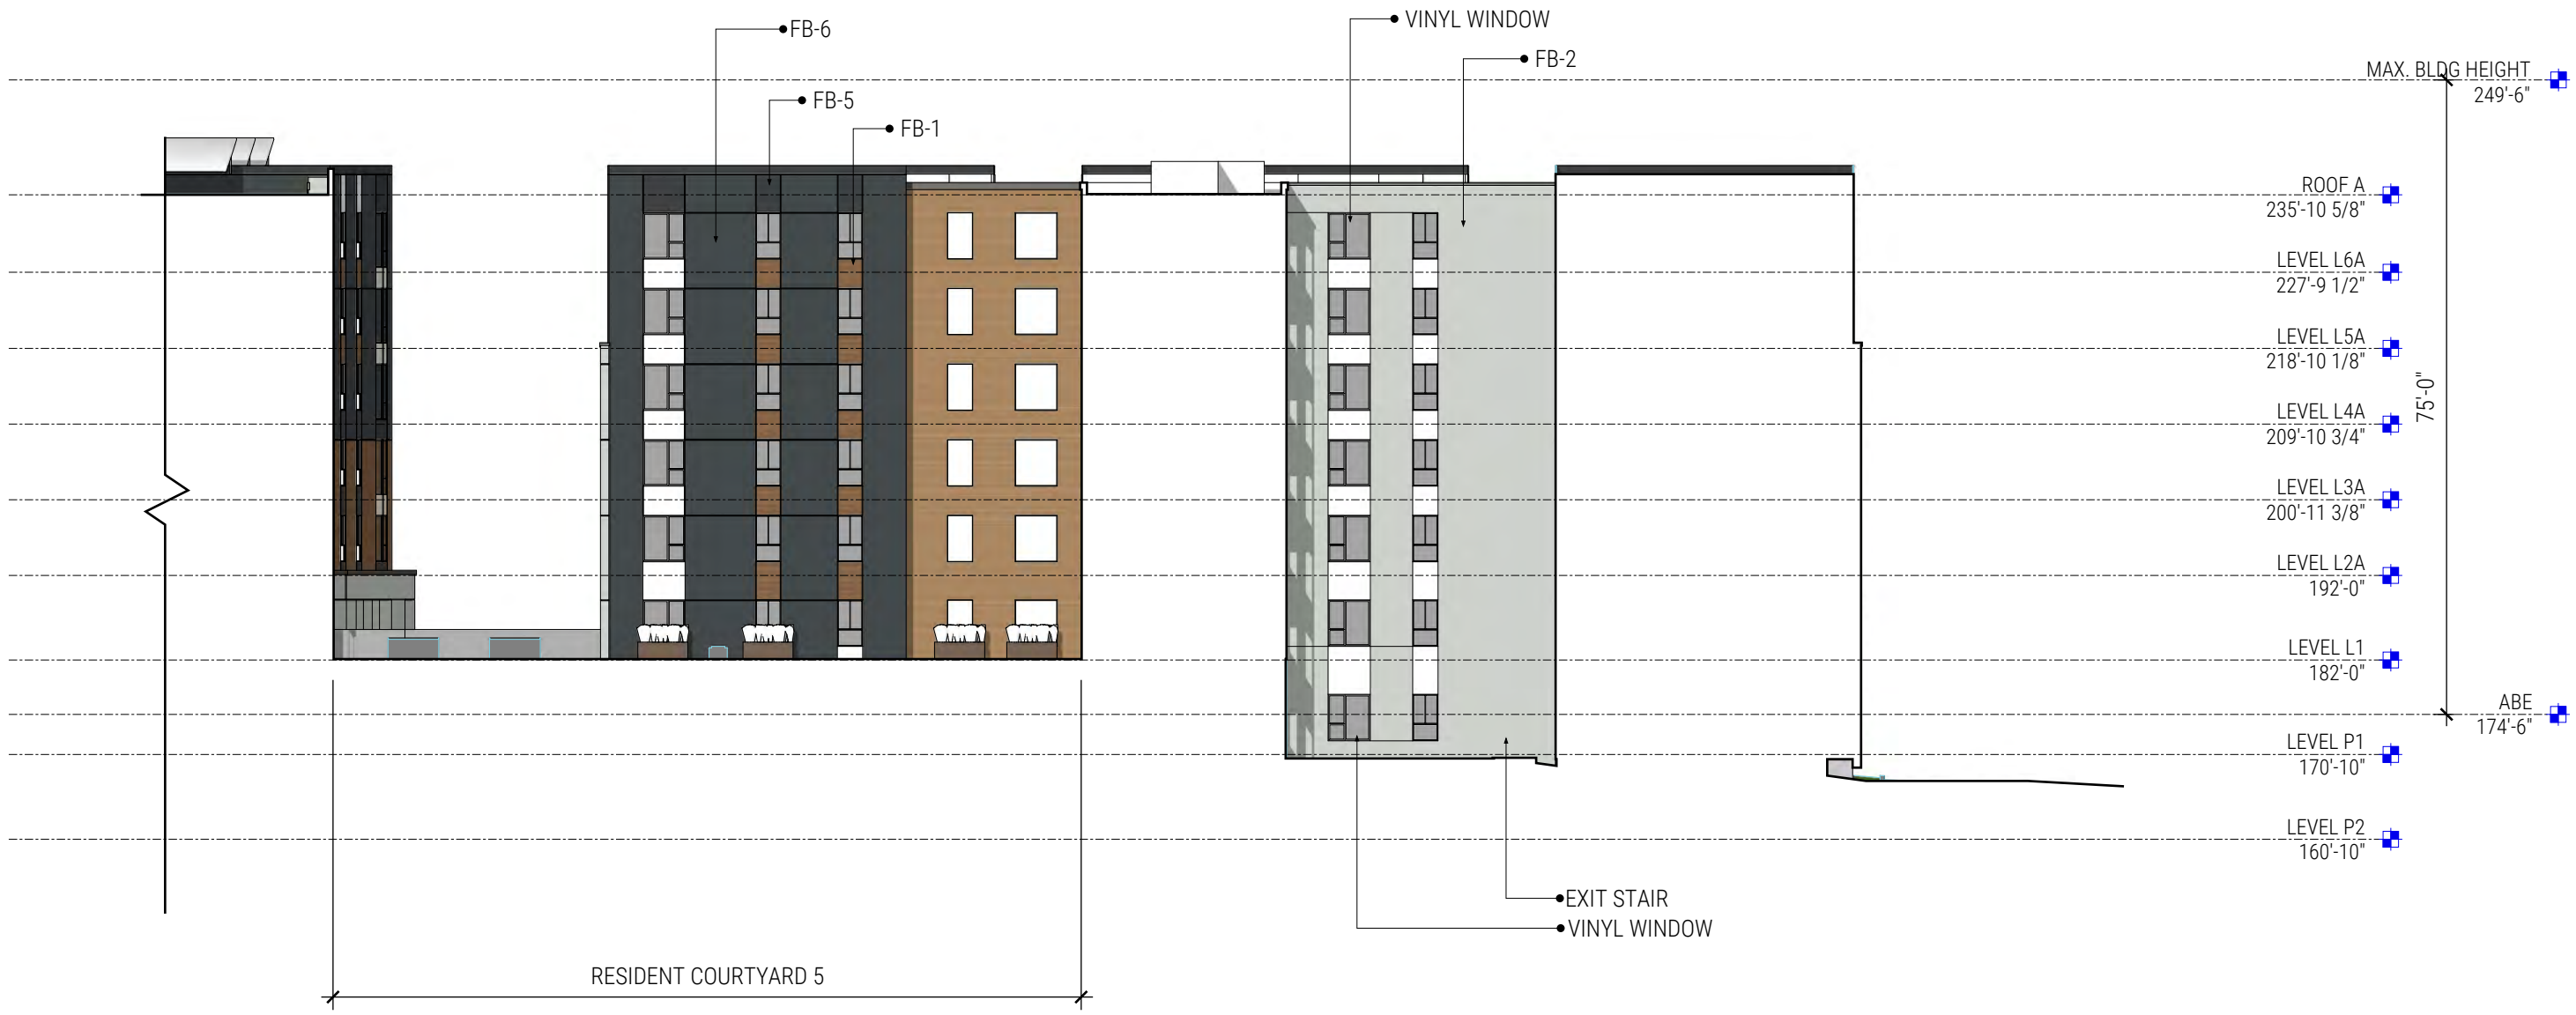 VINYL WINDOW
FB-6
FB-2
MAX. BLDG HEIGHT
249'-6"
FB-5
FB-1
ROOF A
235'-10 5/8"
LEVEL L6A
227'-9 1/2"
LEVEL L5A
218'-10 1/8"
75'-0"
LEVEL L4A
209'-10 3/4"
LEVEL L3A
200'-11 3/8"
LEVEL L2A
192'-0"
LEVEL L1
182'-0"
ABE
174'-6"
LEVEL P1
170'-10"
LEVEL P2
160'-10"
EXIT STAIR
VINYL WINDOW
RESIDENT COURTYARD 5